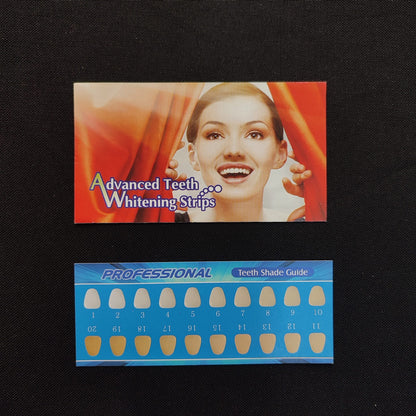 Advanced Teeth
Whitening Strips
PROFESSIONAL
Teeth Shade Guide
1 2 3 4 5 6 7 8 9 10
20 19 18 17 16 15 14 13 12 11